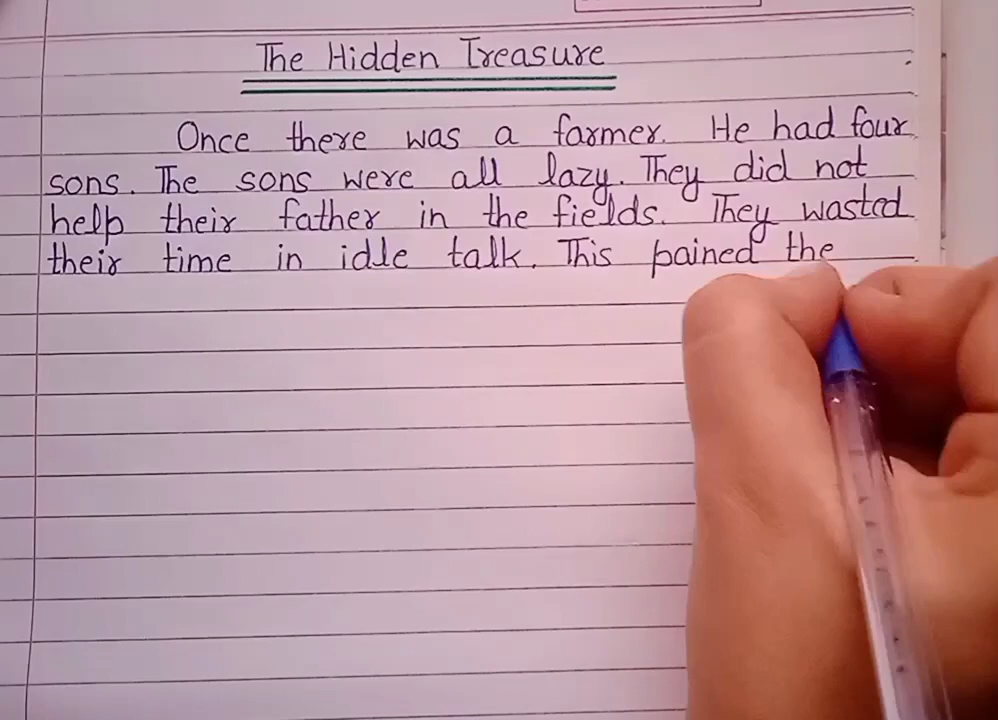 The Hidden Treasure
Once there was a farmer. He had four
sons. The sons were all lazy. They did not
help their father in the fields. They wasted
their time in idle talk. This pained the